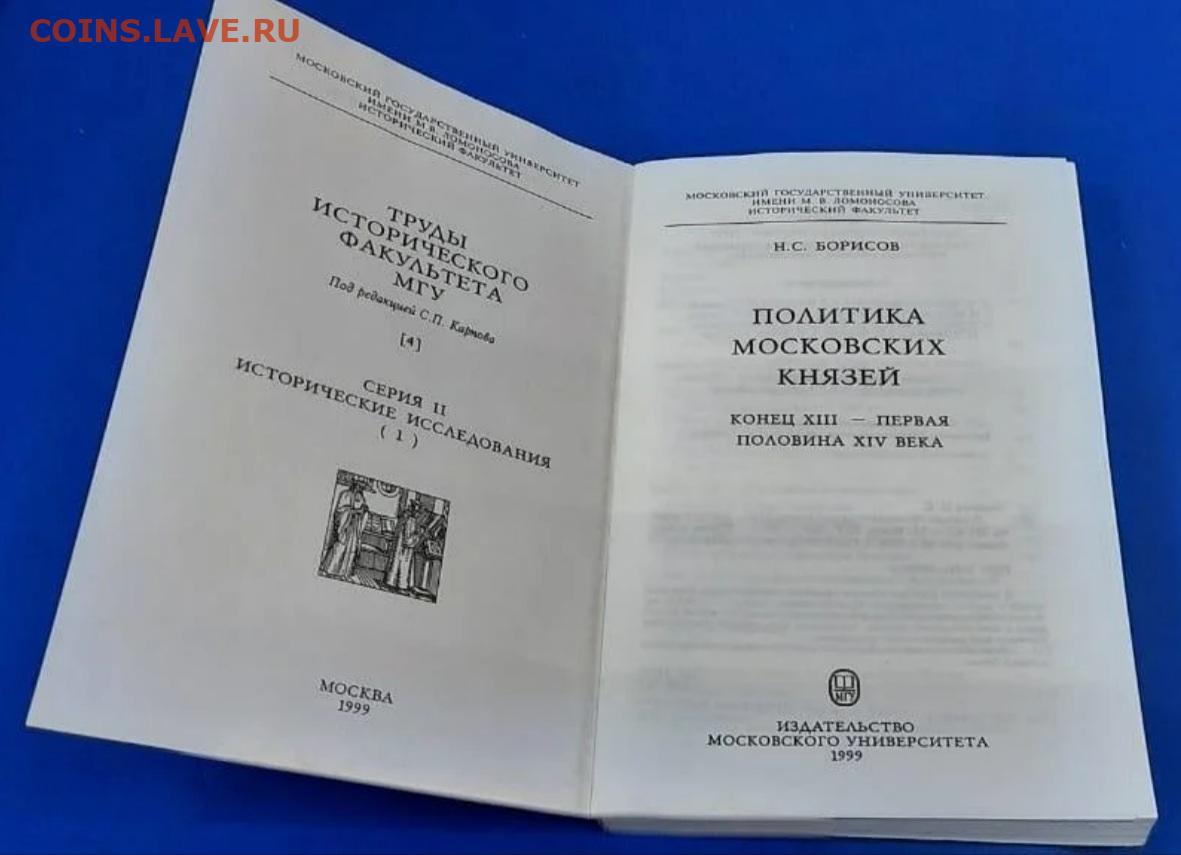 COINS.LAVE.RU
МОСКОВСКИЙ ГОСУДАРСТВЕННЫЙ УНИВЕРСИТЕТ
ИМЕНИ М. В. ЛОМОНОСОВА
ИСТОРИЧЕСКИЙ ФАКУЛЬТЕТ
ТРУДЫ
ИСТОРИЧЕСКОГО
ФАКУЛЬТЕТА
МГУ
Под редакцией С.П. Карпова
[4]
СЕРИЯ II
ИСТОРИЧЕСКИЕ ИССЛЕДОВАНИЯ
( 1 )
МОСКВА
1999
МОСКОВСКИЙ ГОСУДАРСТВЕННЫЙ УНИВЕРСИТЕТ
ИМЕНИ М. В. ЛОМОНОСОВА
ИСТОРИЧЕСКИЙ ФАКУЛЬТЕТ
Н.С. БОРИСОВ
ПОЛИТИКА
МОСКОВСКИХ
КНЯЗЕЙ
КОНЕЦ XIII — ПЕРВАЯ
ПОЛОВИНА XIV ВЕКА
МГУ
ИЗДАТЕЛЬСТВО
МОСКОВСКОГО УНИВЕРСИТЕТА
1999